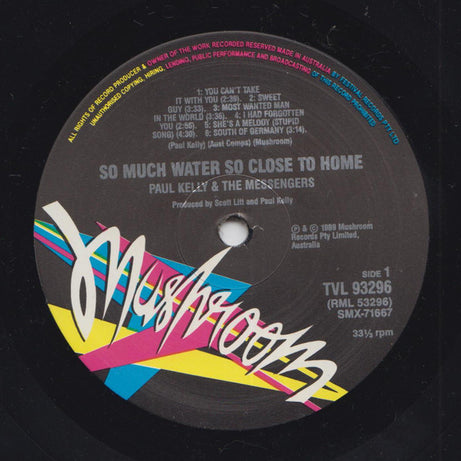 ALL RIGHTS OF RECORD PRODUCER & OWNER OF THE WORK RECORDED RESERVED MADE IN AUSTRALIA BY FESTIVAL RECORDS PTY LTD
UNAUTHORISED COPYING, HIRING, LENDING, PUBLIC PERFORMANCE AND BROADCASTING OF THIS RECORD PROHIBITED
1: YOU CAN'T TAKE
IT WITH YOU (2:39). 2: SWEET
GUY (3:33). 3: MOST WANTED MAN
IN THE WORLD (3:36). 4: I HAD FORGOTTEN
YOU (2:56). 5: SHE'S A MELODY (STUPID
SONG) (4:30) 6: SOUTH OF GERMANY (3:14).
(Paul Kelly) (Aust Comps) (Mushroom)
SO MUCH WATER SO CLOSE TO HOME
PAUL KELLY & THE MESSENGERS
Produced by Scott Litt and Paul Kelly
℗ & © 1989 Mushroom
Records Pty Limited,
Australia
SIDE 1
TVL 93296
(RML 53296)
SMX-71667
33⅓ rpm
Mushroom